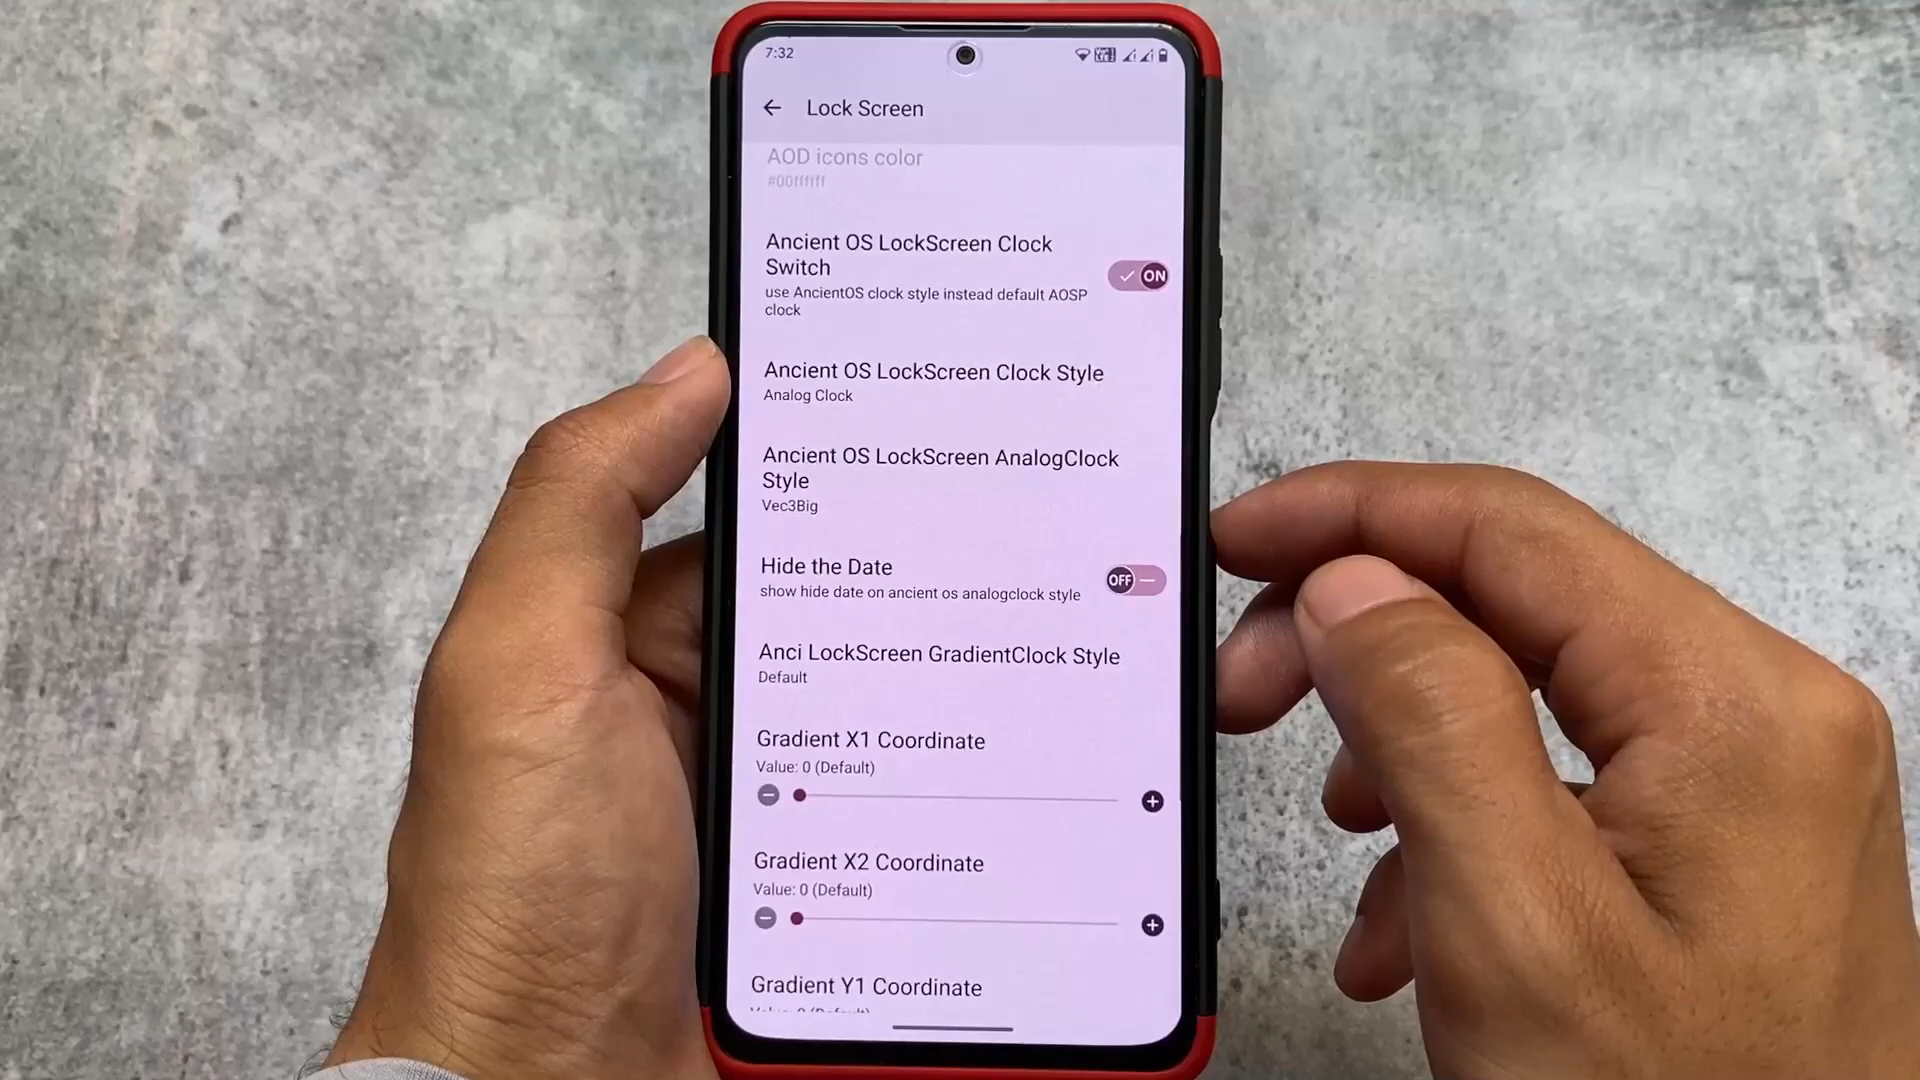 7:32
Lock Screen
AOD icons color
#00ffffff
Ancient OS LockScreen Clock
Switch
ON
use AncientOS clock style instead default AOSP
clock
Ancient OS LockScreen Clock Style
Analog Clock
Ancient OS LockScreen AnalogClock
Style
Vec3Big
Hide the Date
OFF
show hide date on ancient os analogclock style
Anci LockScreen GradientClock Style
Default
Gradient X1 Coordinate
Value: 0 (Default)
Gradient X2 Coordinate
Value: 0 (Default)
Gradient Y1 Coordinate
Value: 0 (Default)